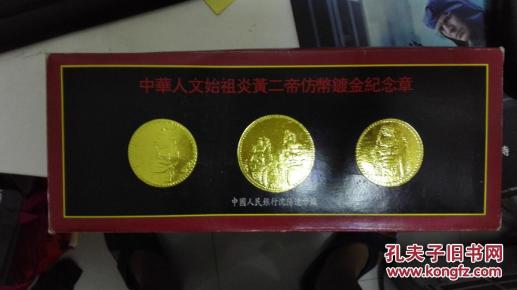 中華人文始祖炎黃二帝仿幣鍍金紀念章
中國人民銀行沈陽造幣廠
孔夫子旧书网
kongfz.com